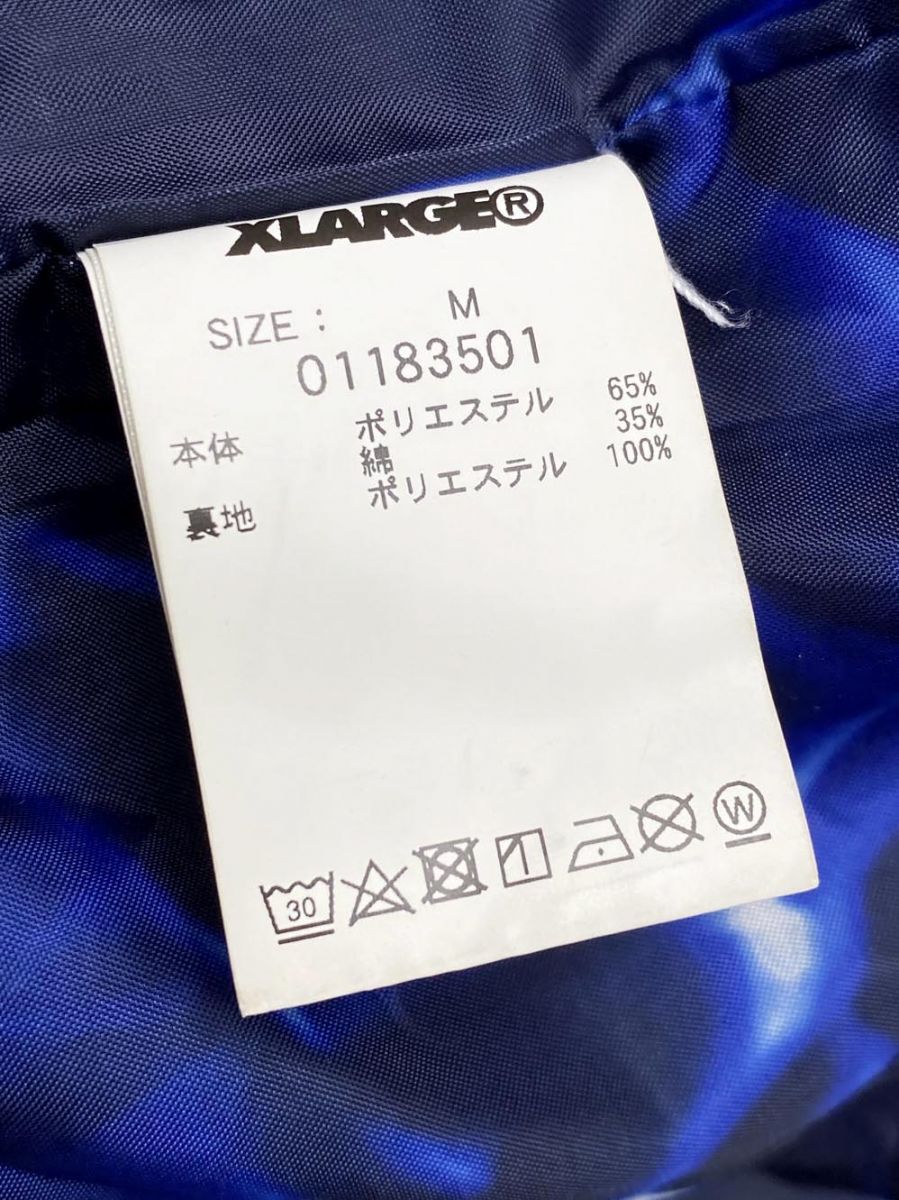 XLARGE®
SIZE : M
01183501
本体 ポリエステル 65%
綿 35%
裏地 ポリエステル 100%
30 W